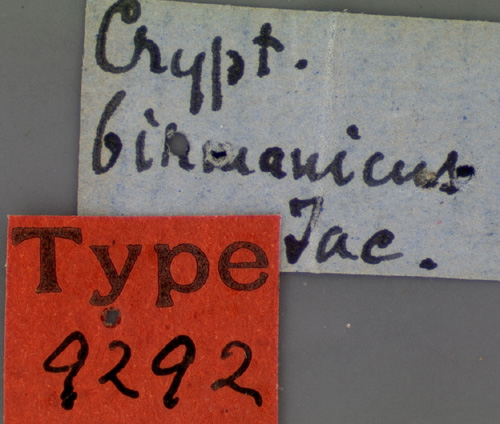 Crypt.
birmanicus
Jac.
Type
9292